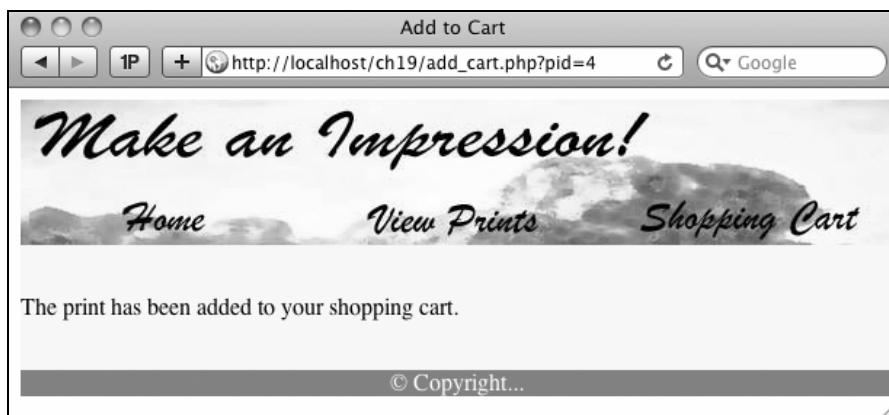 Add to Cart
1P + http://localhost/ch19/add_cart.php?pid=4 Google
Make an Impression!
Home View Prints Shopping Cart
The print has been added to your shopping cart.
© Copyright...